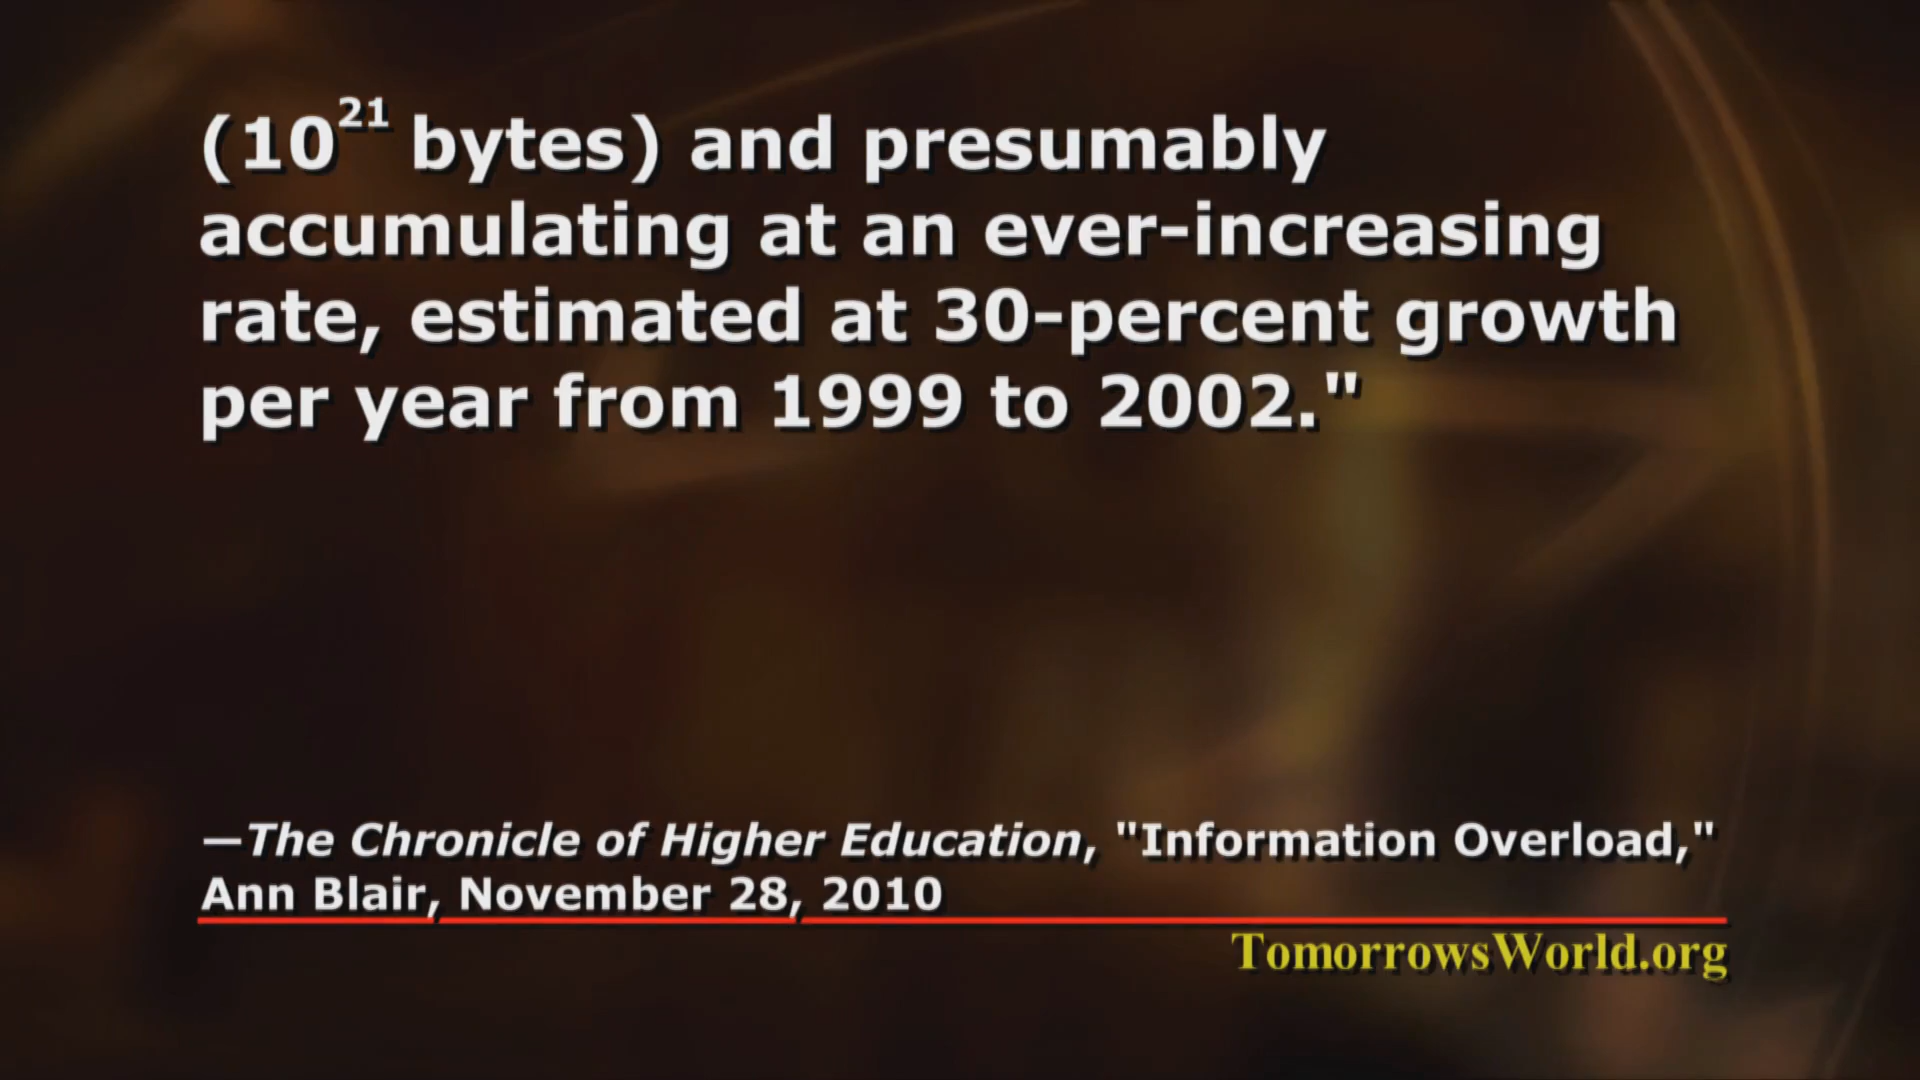 (10²¹ bytes) and presumably
accumulating at an ever-increasing
rate, estimated at 30-percent growth
per year from 1999 to 2002."
—The Chronicle of Higher Education, "Information Overload,"
Ann Blair, November 28, 2010
TomorrowsWorld.org